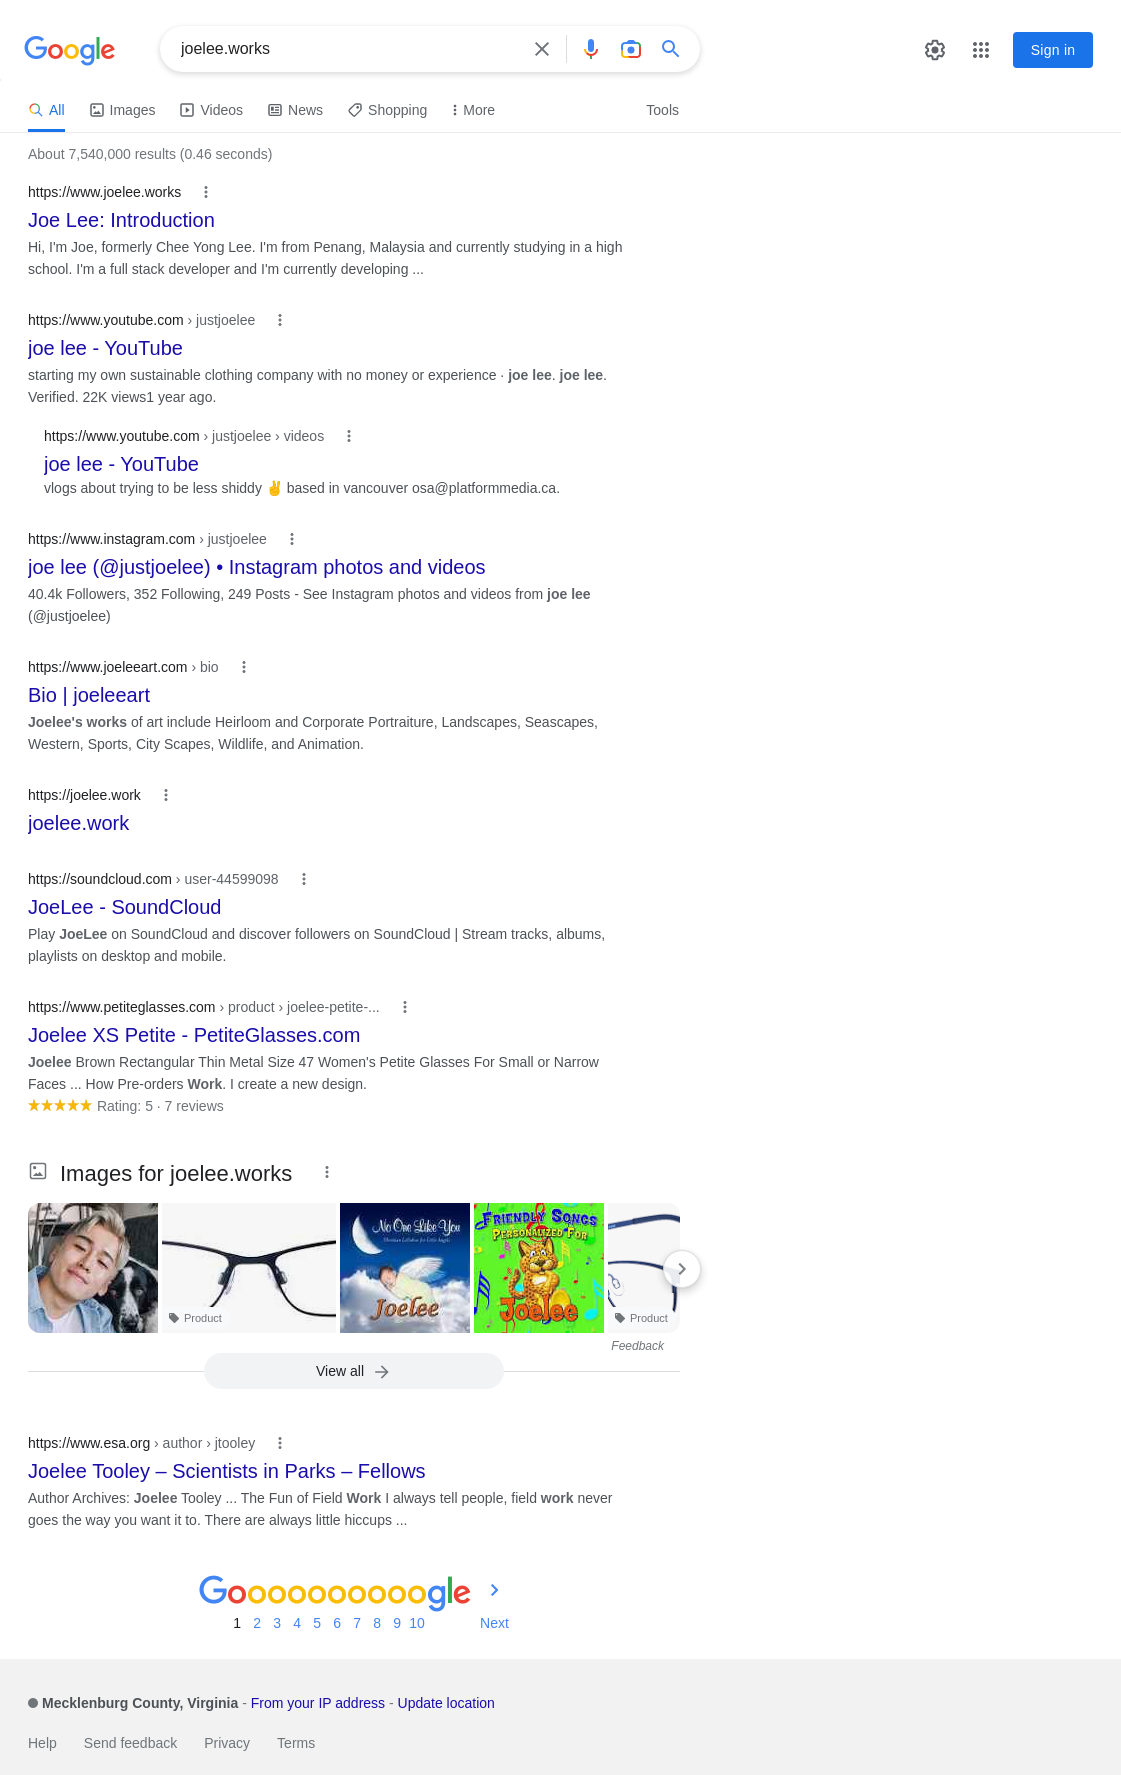 Google
joelee.works
Sign in
All
Images
Videos
News
Shopping
More
Tools
About 7,540,000 results (0.46 seconds)
https://www.joelee.works
Joe Lee: Introduction
Hi, I'm Joe, formerly Chee Yong Lee. I'm from Penang, Malaysia and currently studying in a high
school. I'm a full stack developer and I'm currently developing ...
https://www.youtube.com › justjoelee
joe lee - YouTube
starting my own sustainable clothing company with no money or experience · joe lee. joe lee.
Verified. 22K views1 year ago.
https://www.youtube.com › justjoelee › videos
joe lee - YouTube
vlogs about trying to be less shiddy ✌️ based in vancouver osa@platformmedia.ca.
https://www.instagram.com › justjoelee
joe lee (@justjoelee) • Instagram photos and videos
40.4k Followers, 352 Following, 249 Posts - See Instagram photos and videos from joe lee
(@justjoelee)
https://www.joeleeart.com › bio
Bio | joeleeart
Joelee's works of art include Heirloom and Corporate Portraiture, Landscapes, Seascapes,
Western, Sports, City Scapes, Wildlife, and Animation.
https://joelee.work
joelee.work
https://soundcloud.com › user-44599098
JoeLee - SoundCloud
Play JoeLee on SoundCloud and discover followers on SoundCloud | Stream tracks, albums,
playlists on desktop and mobile.
https://www.petiteglasses.com › product › joelee-petite-...
Joelee XS Petite - PetiteGlasses.com
Joelee Brown Rectangular Thin Metal Size 47 Women's Petite Glasses For Small or Narrow
Faces ... How Pre-orders Work. I create a new design.
Rating: 5 · 7 reviews
Images for joelee.works
Product
No One Like You
Christian Lullabies for Little Angels
Joelee
Friendly Songs
Personalized For
Joelee
Product
Feedback
View all
https://www.esa.org › author › jtooley
Joelee Tooley – Scientists in Parks – Fellows
Author Archives: Joelee Tooley ... The Fun of Field Work I always tell people, field work never
goes the way you want it to. There are always little hiccups ...
Goooooooooogle
1 2 3 4 5 6 7 8 9 10 Next
Mecklenburg County, Virginia - From your IP address - Update location
Help Send feedback Privacy Terms